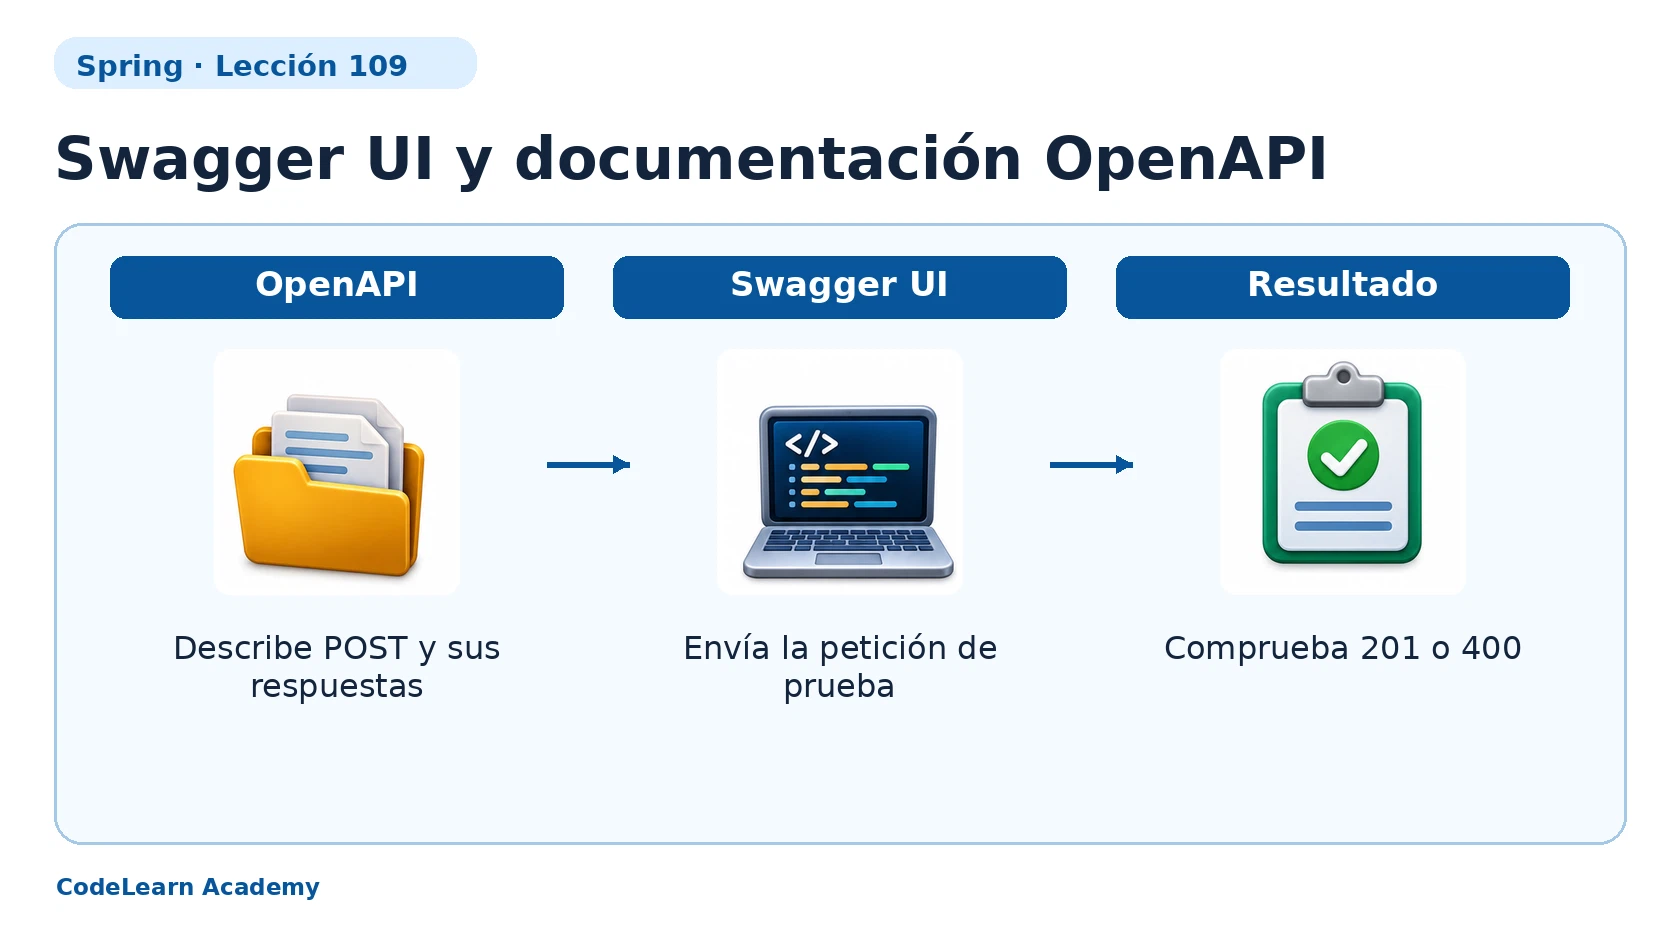 Spring · Lección 109
Swagger UI y documentación OpenAPI
OpenAPI
Swagger UI
Resultado
</>
Describe POST y sus
respuestas
Envía la petición de
prueba
Comprueba 201 o 400
CodeLearn Academy